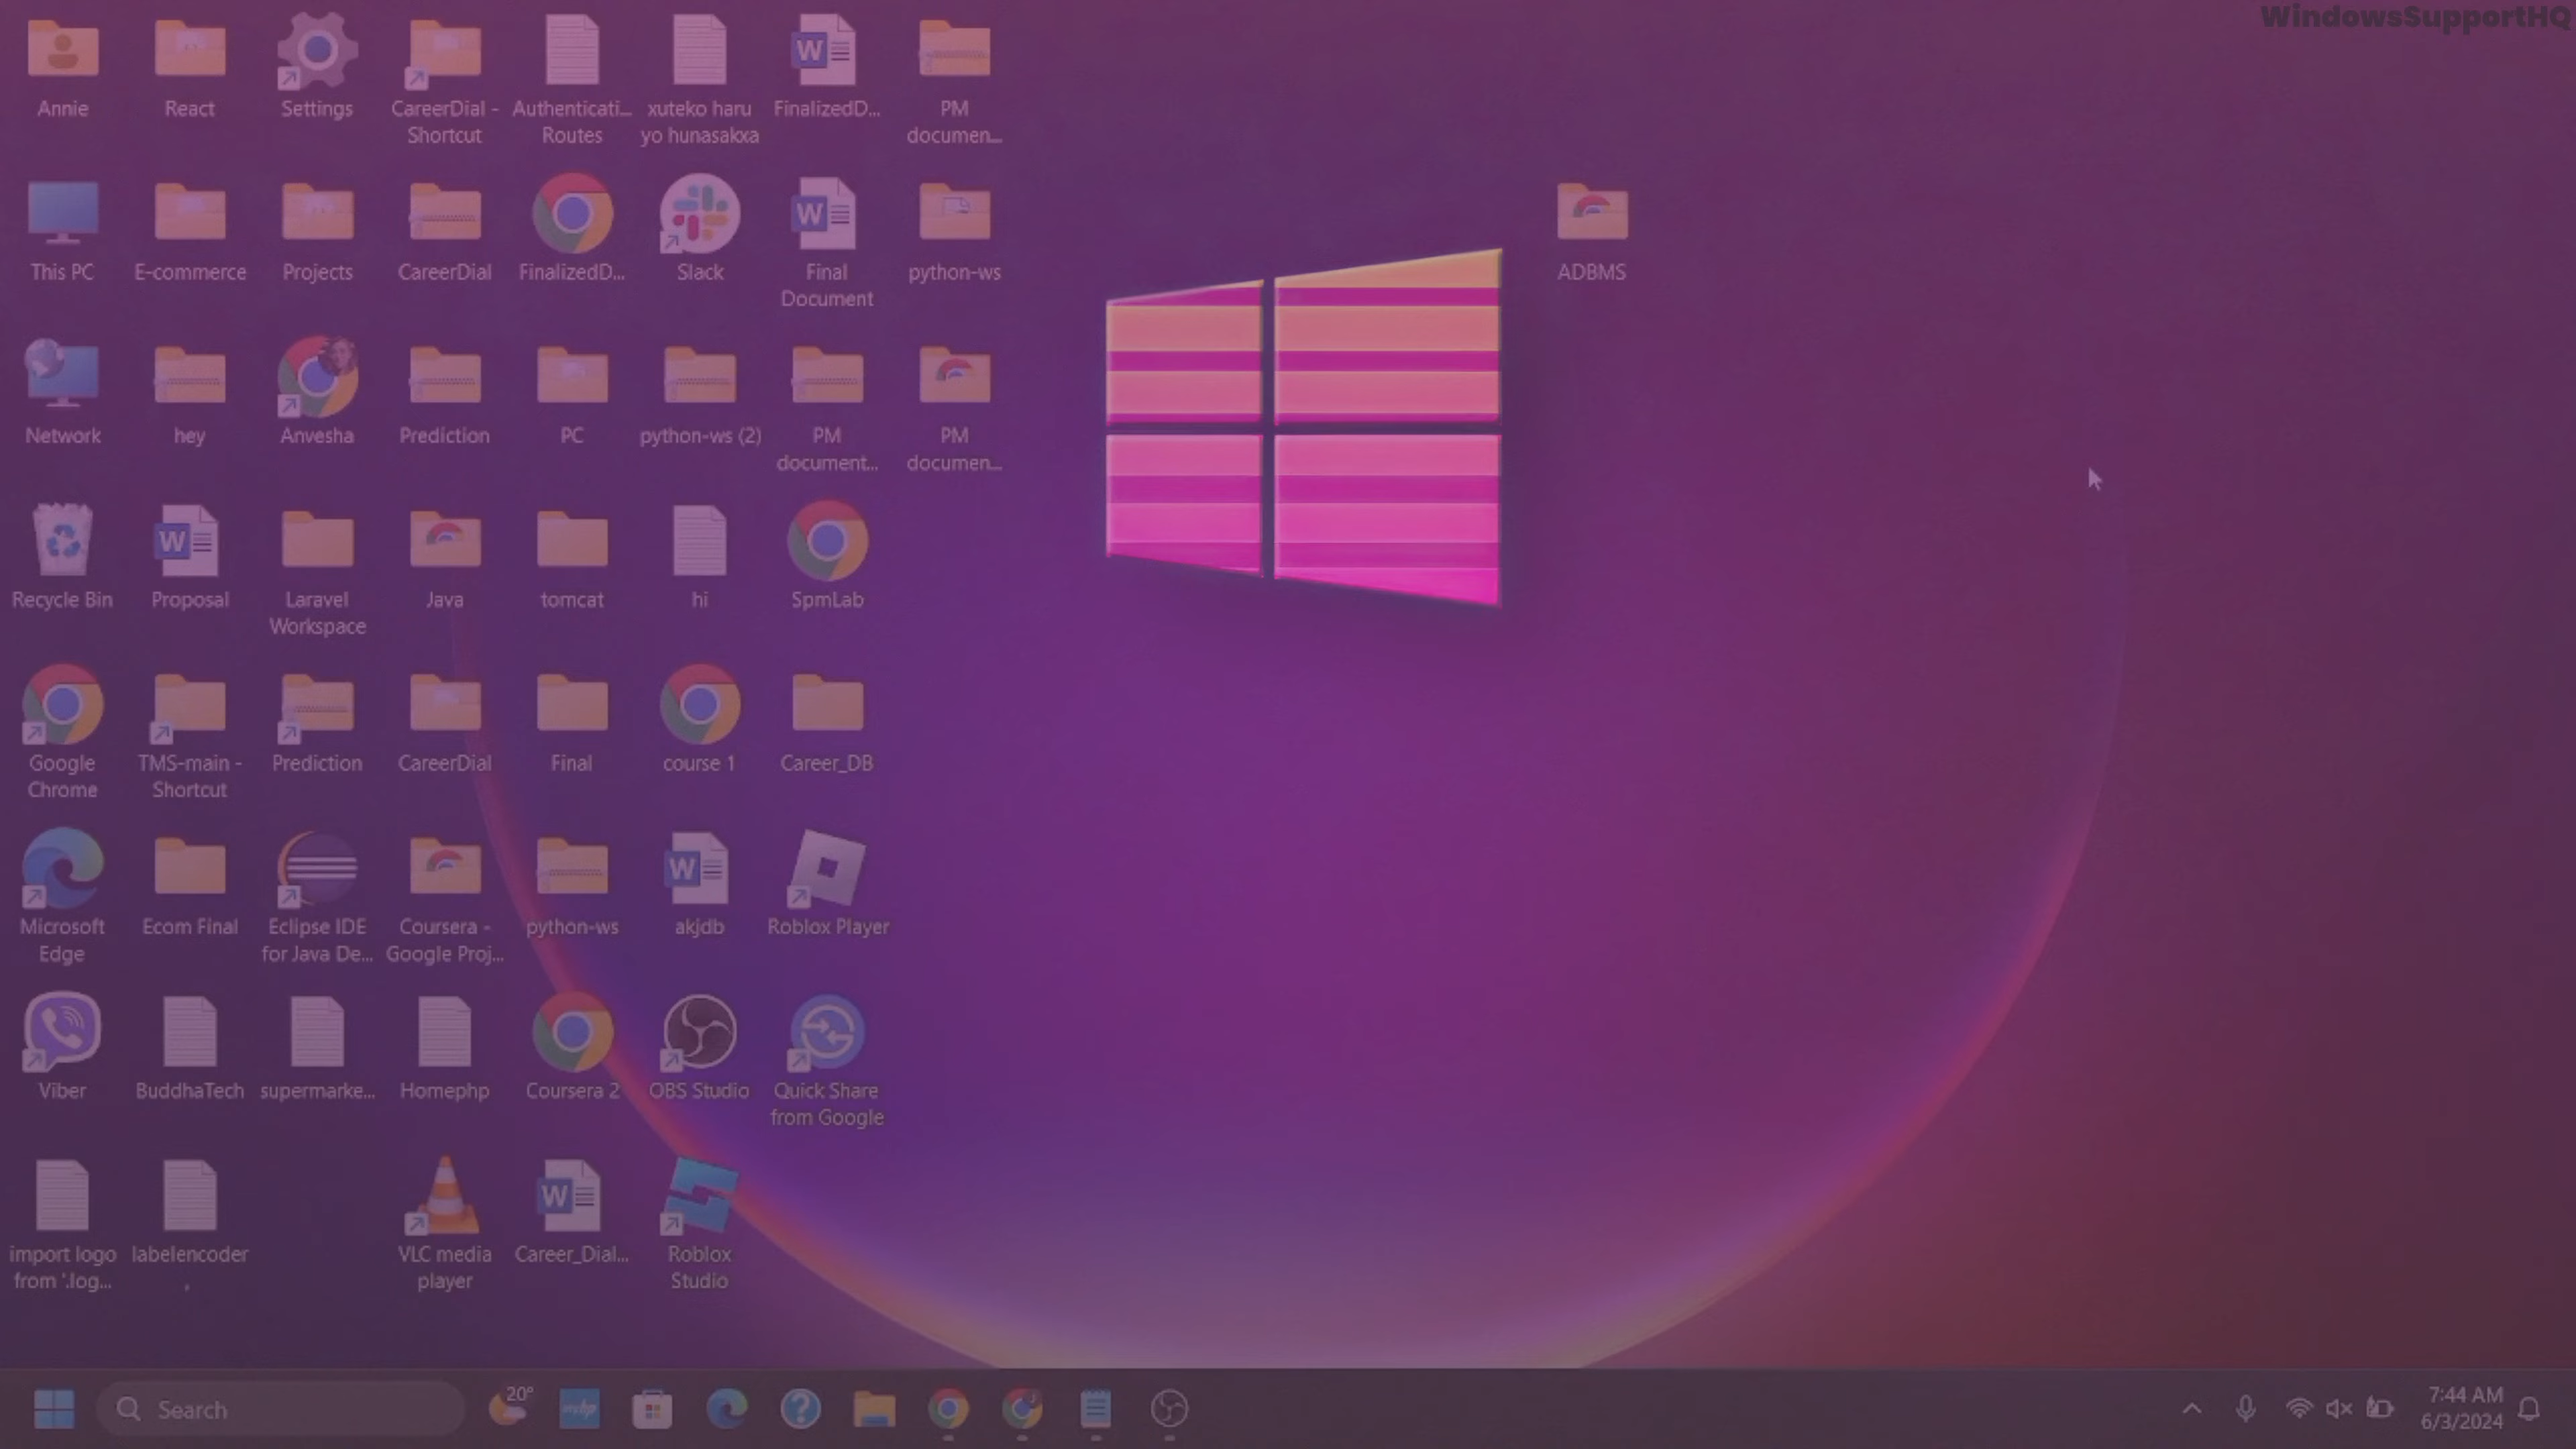 WindowsSupportHQ
Annie
React
Settings
CareerDial -
Shortcut
Authenticati...
Routes
xuteko haru
yo hunasakxa
FinalizedD...
PM
documen...
This PC
E-commerce
Projects
CareerDial
FinalizedD...
Slack
Final
Document
python-ws
ADBMS
Network
hey
Anvesha
Prediction
PC
python-ws (2)
PM
document...
PM
documen...
Recycle Bin
Proposal
Laravel
Workspace
Java
tomcat
hi
SpmLab
Google
Chrome
TMS-main -
Shortcut
Prediction
CareerDial
Final
course 1
Career_DB
Microsoft
Edge
Ecom Final
Eclipse IDE
for Java De...
Coursera -
Google Proj...
python-ws
akjdb
Roblox Player
Viber
BuddhaTech
supermarke...
Homephp
Coursera 2
OBS Studio
Quick Share
from Google
import logo
from '.log...
labelencoder
,
VLC media
player
Career_Dial...
Roblox
Studio
Search
20°
myhp
7:44 AM
6/3/2024